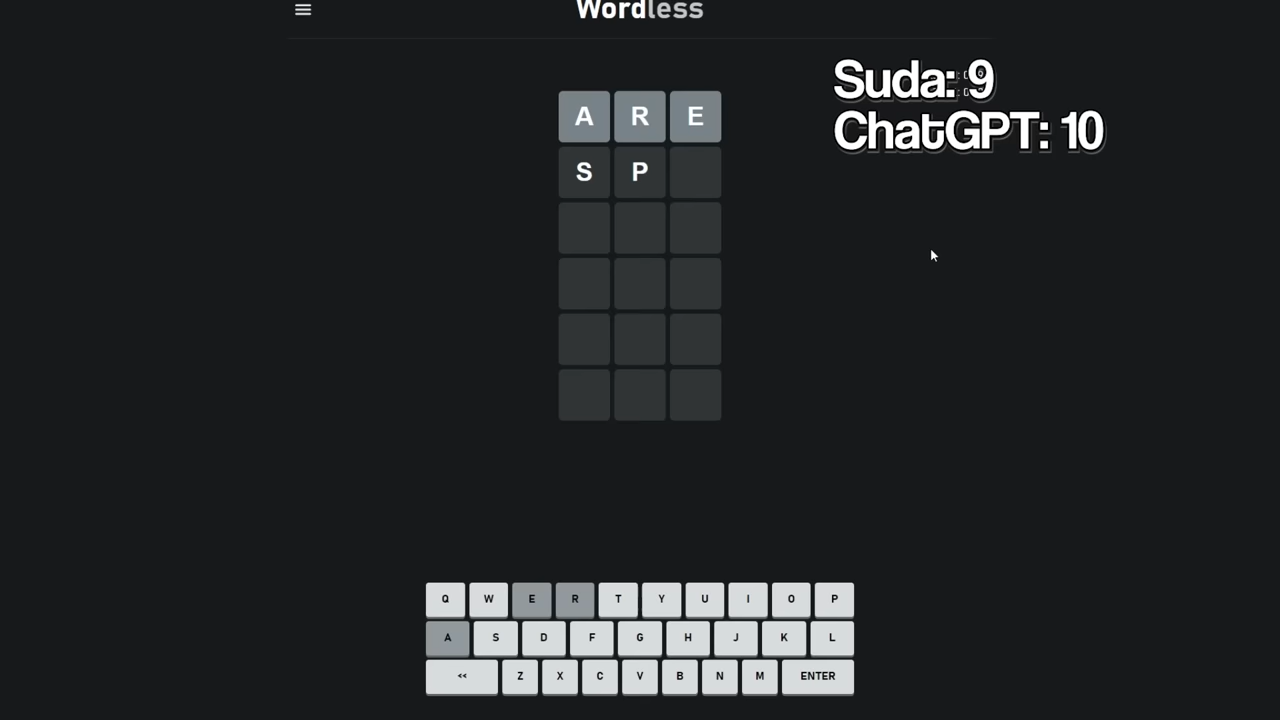 Wordless
Suda: 9
ChatGPT: 10
A R E
S P
Q W E R T Y U I O P
A S D F G H J K L
<< Z X C V B N M ENTER